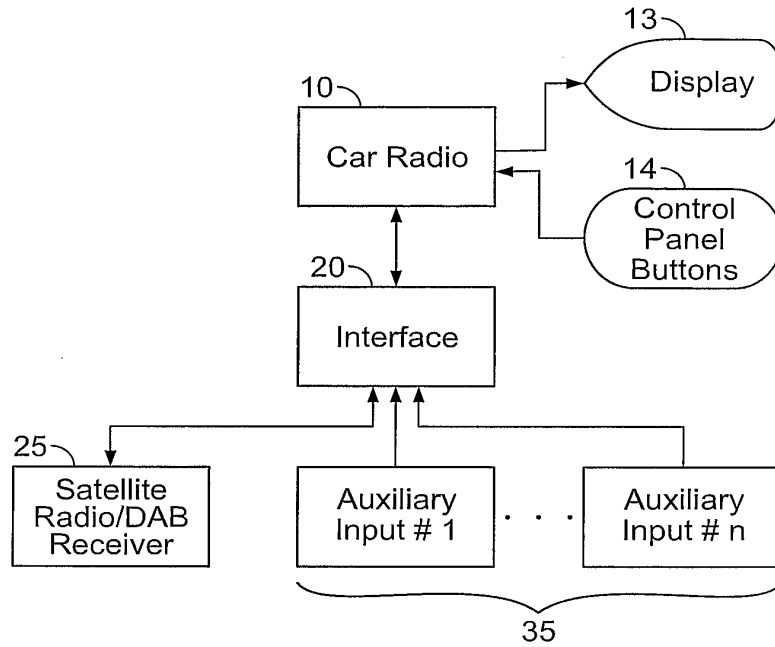 13
Display
10
Car Radio
14
Control
Panel
Buttons
20
Interface
25
Satellite
Radio/DAB
Receiver
Auxiliary
Input # 1
. . .
Auxiliary
Input # n
35